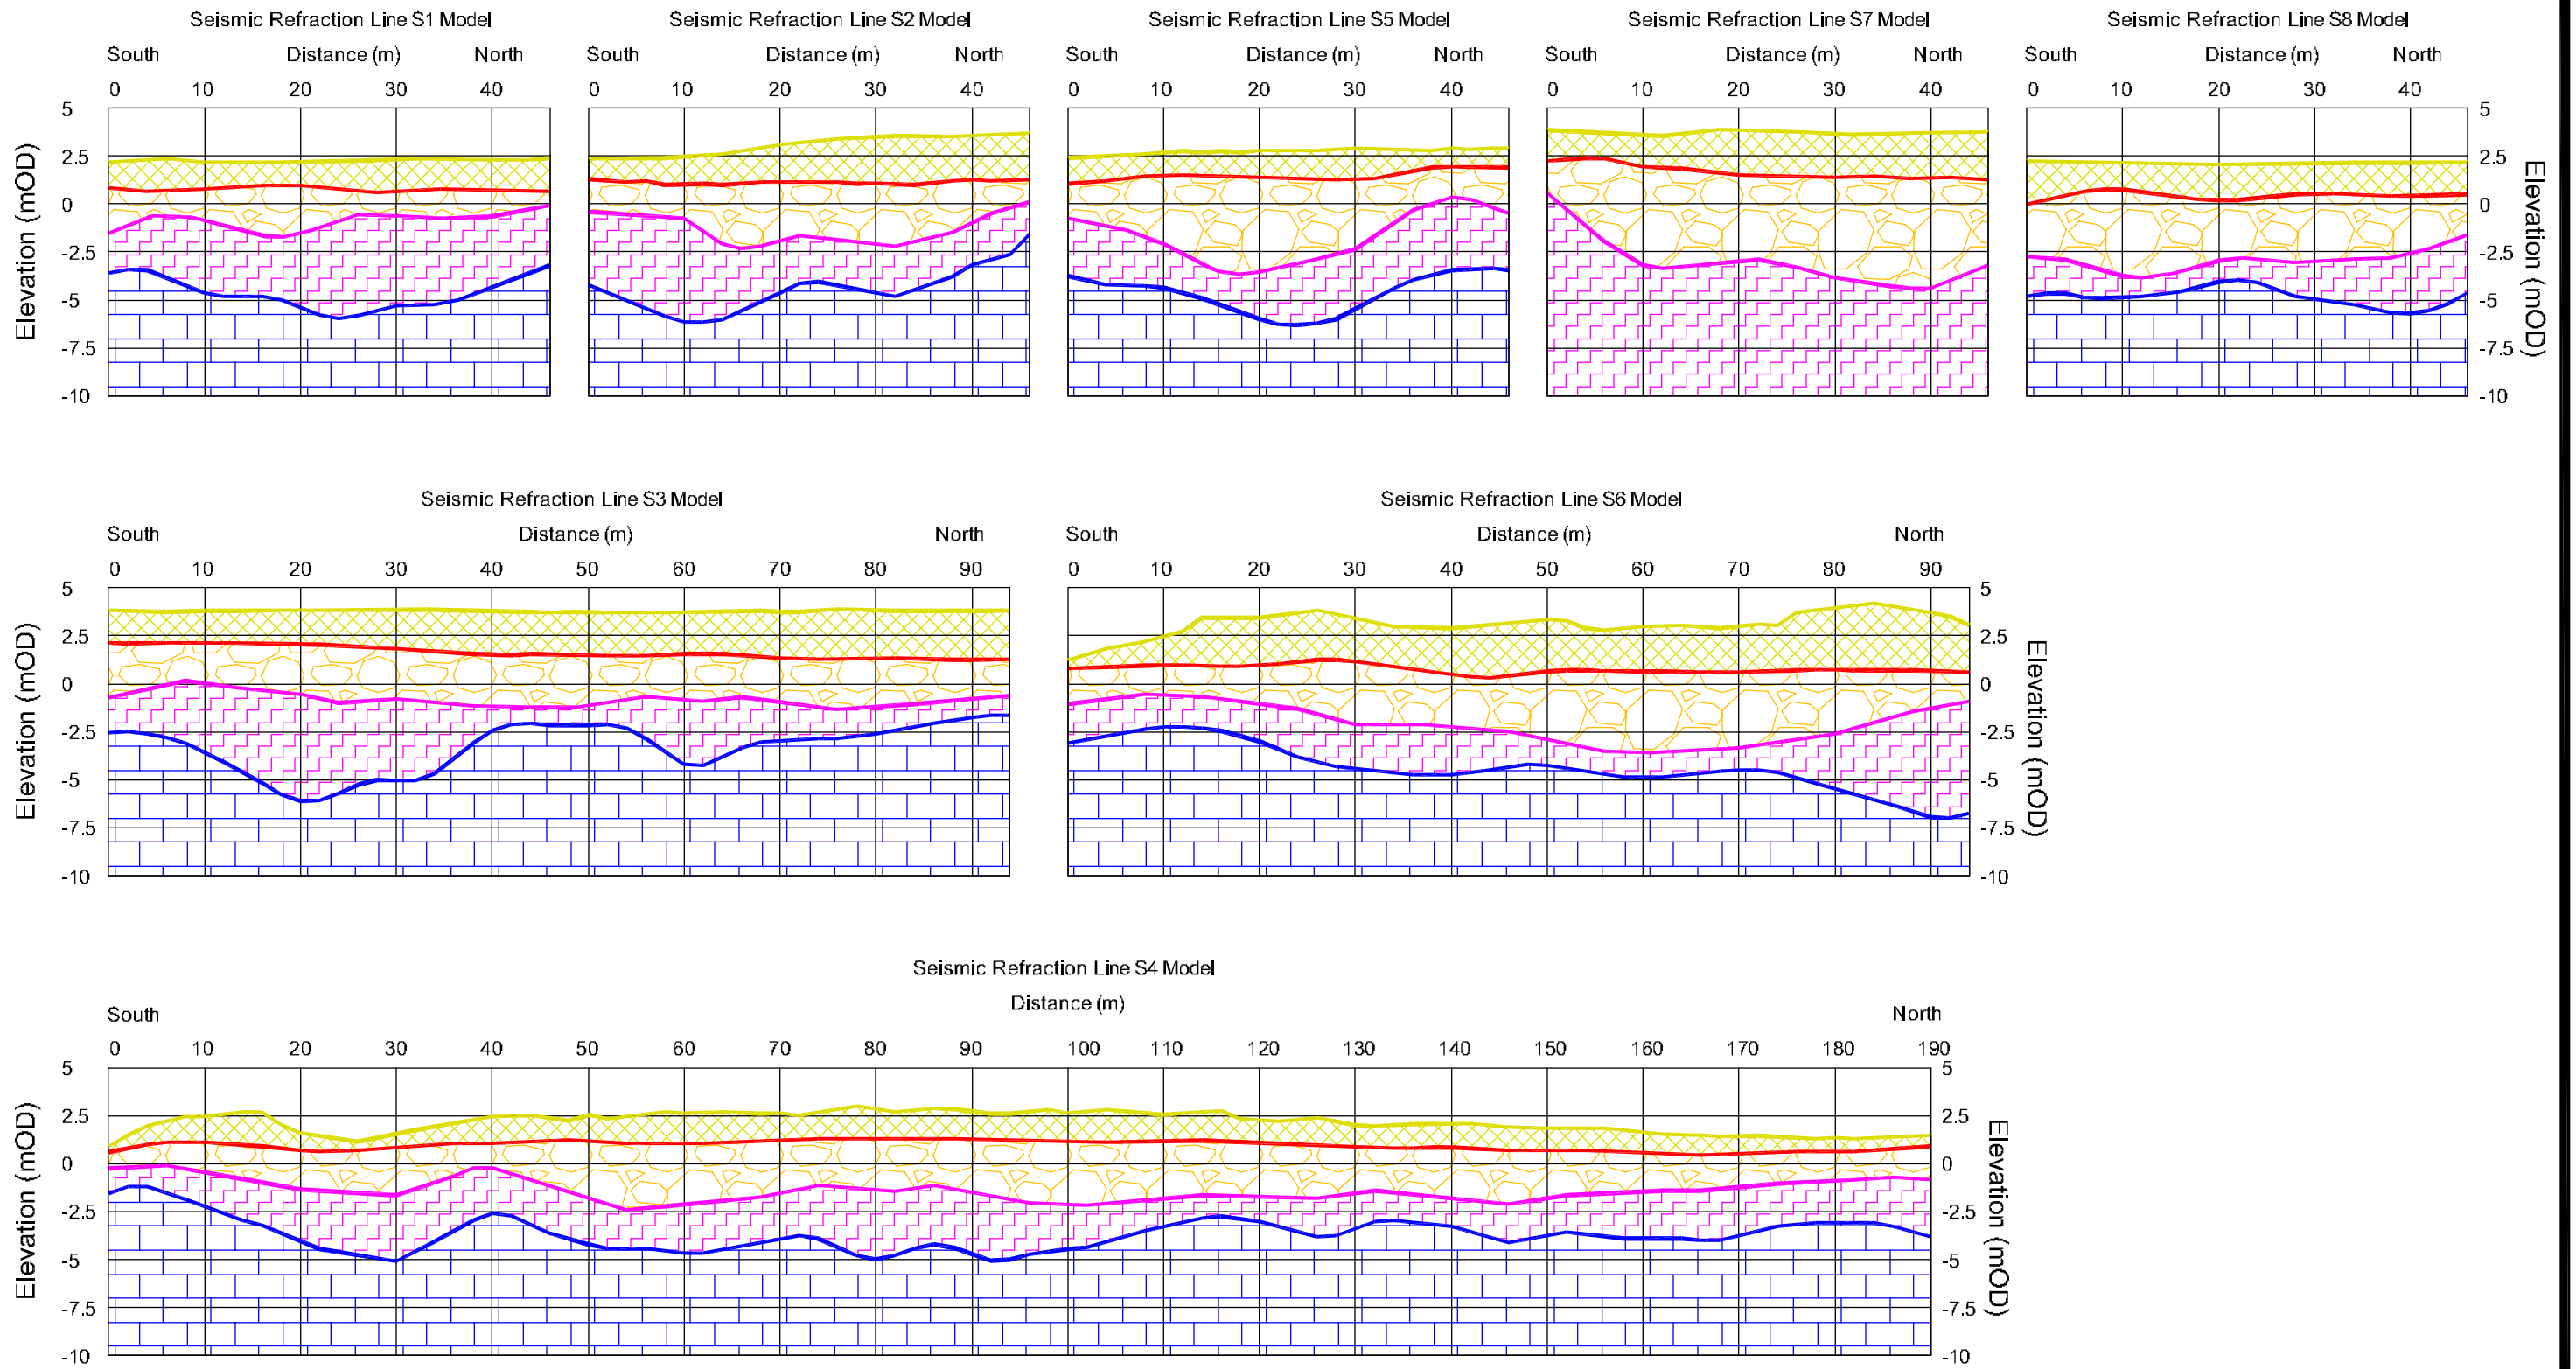 Seismic Refraction Line S1 Model
South Distance (m) North
0 10 20 30 40
Seismic Refraction Line S2 Model
South Distance (m) North
0 10 20 30 40
Seismic Refraction Line S5 Model
South Distance (m) North
0 10 20 30 40
Seismic Refraction Line S7 Model
South Distance (m) North
0 10 20 30 40
Seismic Refraction Line S8 Model
South Distance (m) North
0 10 20 30 40
Elevation (mOD)
5
2.5
0
-2.5
-5
-7.5
-10
5
2.5
0
-2.5
-5
-7.5
-10
Elevation (mOD)
Seismic Refraction Line S3 Model
South Distance (m) North
0 10 20 30 40 50 60 70 80 90
Elevation (mOD)
5
2.5
0
-2.5
-5
-7.5
-10
Seismic Refraction Line S6 Model
South Distance (m) North
0 10 20 30 40 50 60 70 80 90
5
2.5
0
-2.5
-5
-7.5
-10
Elevation (mOD)
Seismic Refraction Line S4 Model
Distance (m)
South North
0 10 20 30 40 50 60 70 80 90 100 110 120 130 140 150 160 170 180 190
Elevation (mOD)
5
2.5
0
-2.5
-5
-7.5
-10
5
2.5
0
-2.5
-5
-7.5
-10
Elevation (mOD)